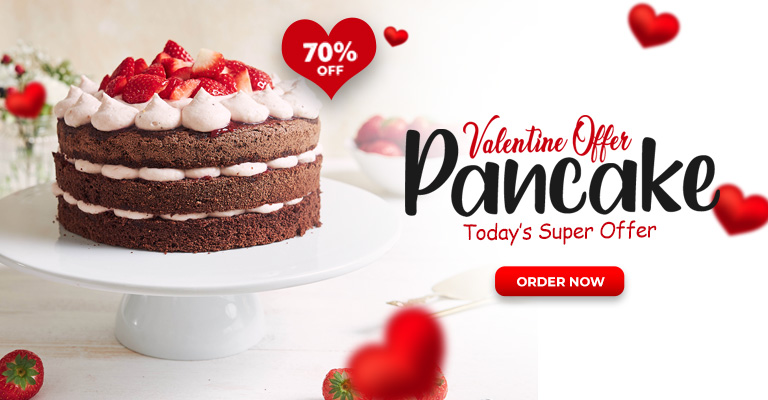 70%
OFF
Valentine Offer
Pancake
Today's Super Offer
ORDER NOW